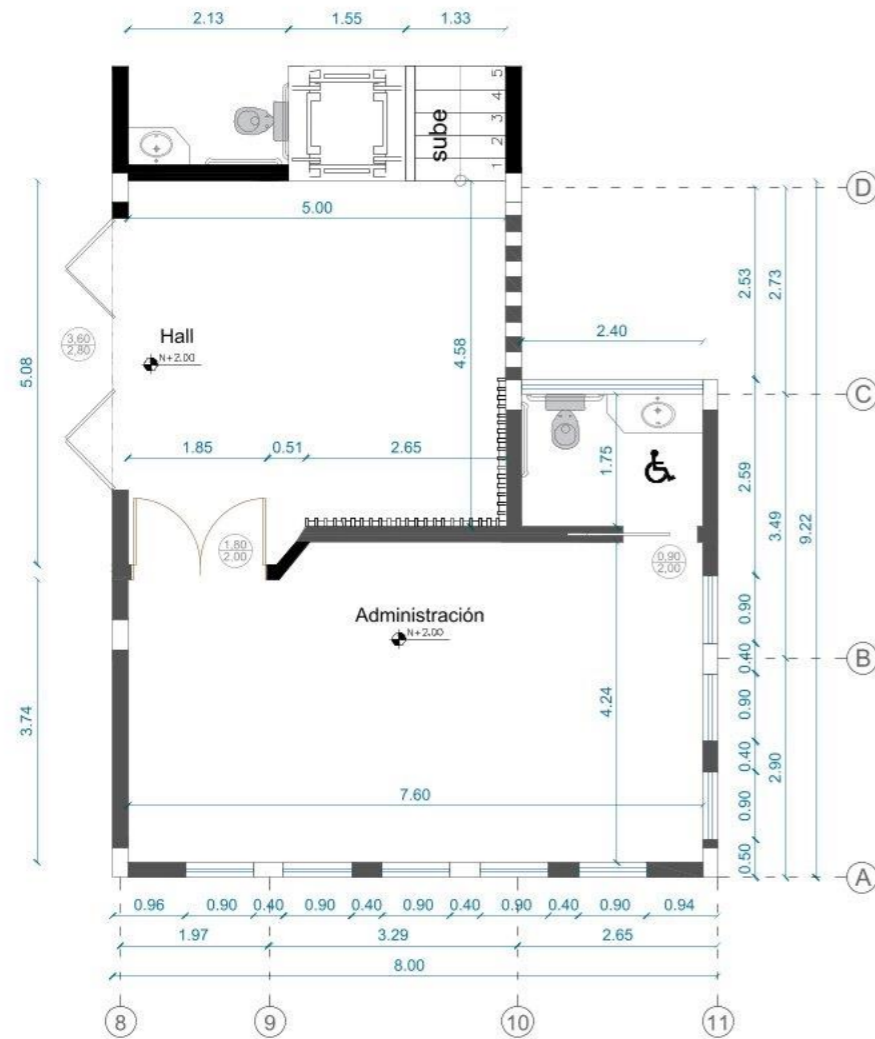 2.13 1.55 1.33
sube
1 2 3 4 5
D
5.00
2.53
2.73
3.60
2.80
Hall
N+2.00
5.08
4.58
2.40
C
1.85 0.51 2.65
1.75
2.59
3.49
9.22
1.80
2.00
0.90
2.00
Administración
N+2.00
0.90
0.40
B
3.74
4.24
0.90
0.40
2.90
7.60
0.90
0.50
A
0.96 0.90 0.40 0.90 0.40 0.90 0.40 0.90 0.40 0.90 0.94
1.97 3.29 2.65
8.00
8 9 10 11